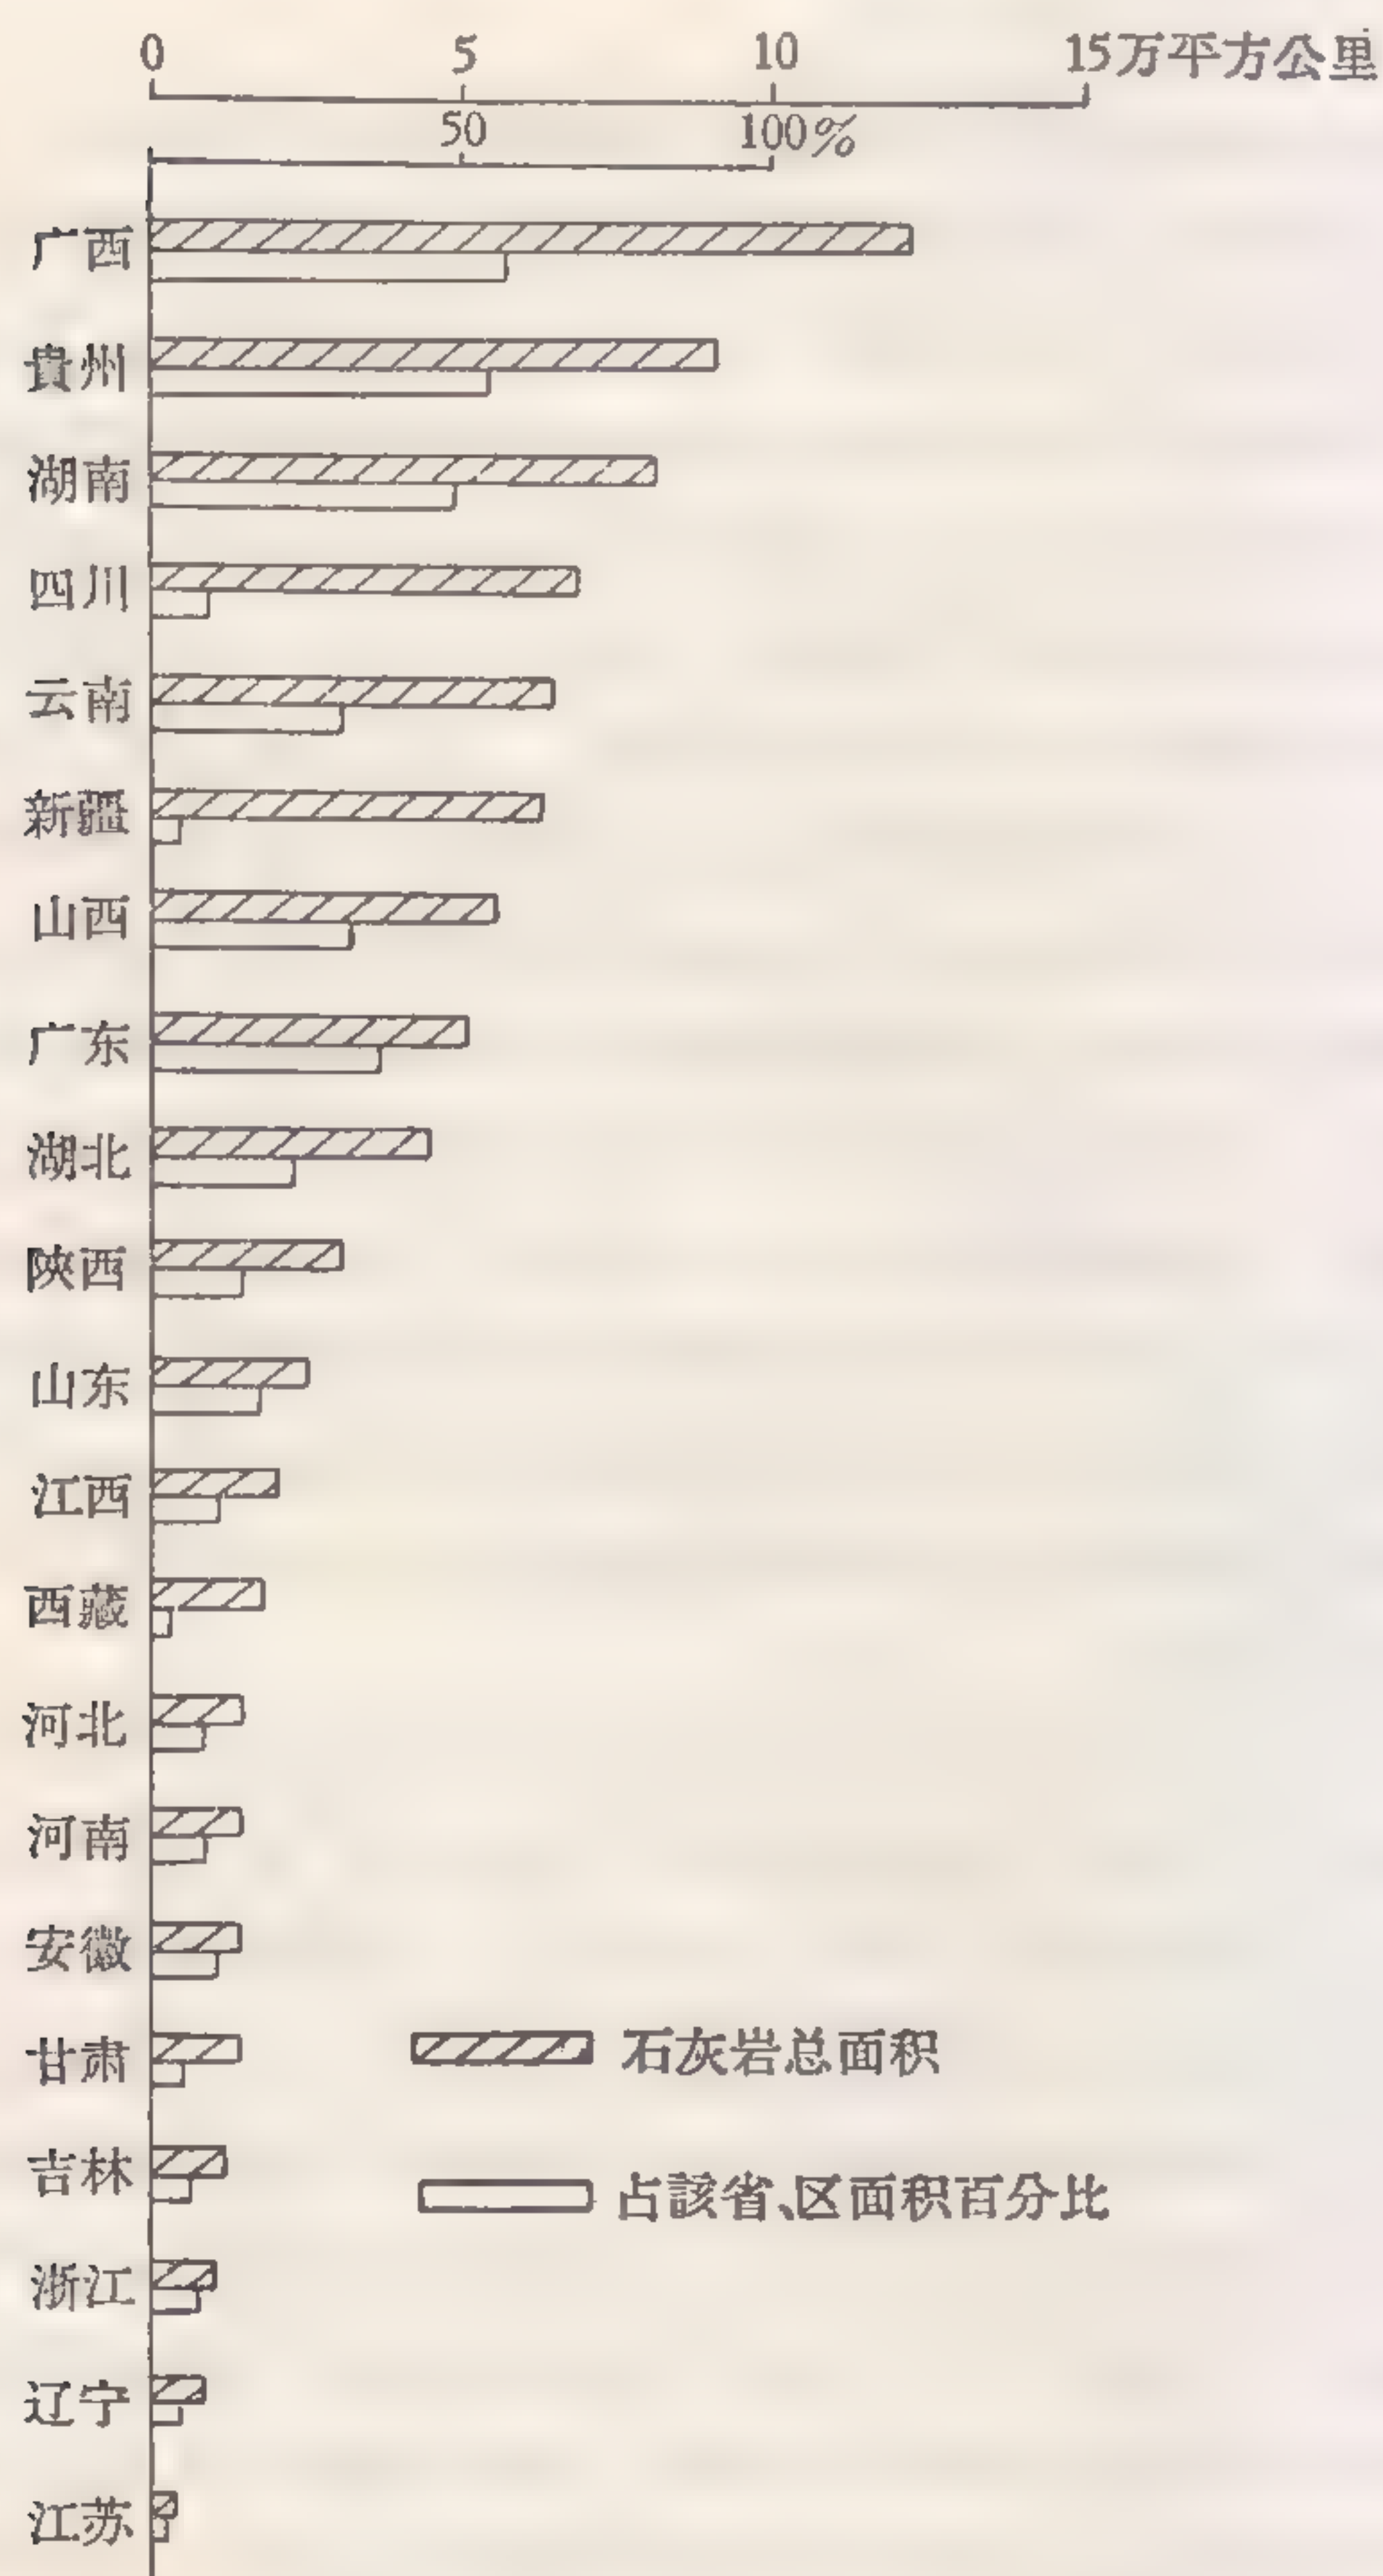 0 5 10 15万平方公里
50 100%
广西
貴州
湖南
四川
云南
新疆
山西
广东
湖北
陝西
山东
江西
西藏
河北
河南
安徽
甘肃
石灰岩总面积
吉林
占該省、区面积百分比
浙江
辽宁
江苏